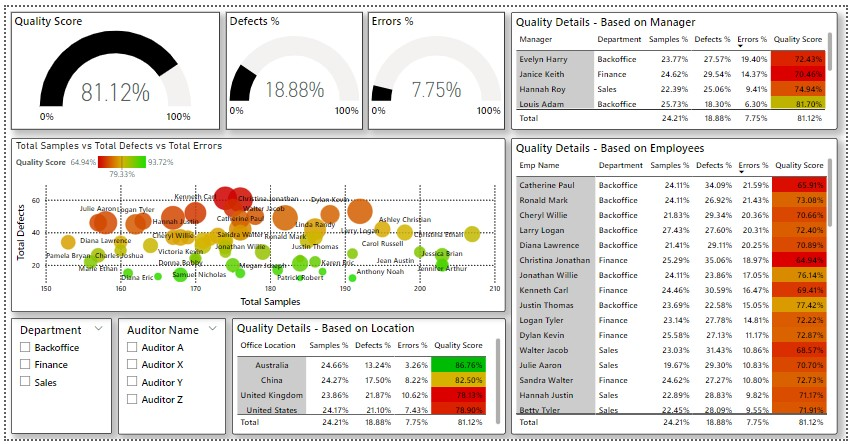 Quality Score
81.12%
0%
100%
Defects %
18.88%
0%
100%
Errors %
7.75%
0%
100%
Quality Details - Based on Manager
Manager Department Samples % Defects % Errors % Quality Score
Evelyn Harry Backoffice 23.77% 27.57% 19.40% 72.43%
Janice Keith Finance 24.62% 29.54% 14.37% 70.46%
Hannah Roy Sales 22.39% 25.06% 9.41% 74.94%
Louis Adam Backoffice 25.73% 18.30% 6.30% 81.70%
Total 24.21% 18.88% 7.75% 81.12%
Total Samples vs Total Defects vs Total Errors
Quality Score 64.94% 93.72%
79.33%
Total Defects
60
40
20
Kenneth Carl
Christina Jonathan
Dylan Kevin
Julie Aaron
Logan Tyler
Walter Jacob
Hannah Justin
Catherine Paul
Linda Randy
Ashley Christian
Larry Logan
Cheryl Willie
Sandra Walter
Ronald Mark
Christina Ethan
Diana Lawrence
Jonathan Willie
Justin Thomas
Carol Russell
Victoria Kevin
Pamela Bryan
Charles Joshua
Jessica Brian
Donna Bobby
Megan Joseph
Karen Eric
Jean Austin
Marie Ethan
Diana Eric
Samuel Nicholas
Patrick Robert
Anthony Noah
Jennifer Arthur
150 160 170 180 190 200 210
Total Samples
Quality Details - Based on Employees
Emp Name Department Samples % Defects % Errors % Quality Score
Catherine Paul Backoffice 24.11% 34.09% 21.59% 65.91%
Ronald Mark Backoffice 24.11% 26.92% 21.43% 73.08%
Cheryl Willie Backoffice 21.83% 29.34% 20.36% 70.66%
Larry Logan Backoffice 27.43% 27.60% 20.31% 72.40%
Diana Lawrence Backoffice 21.41% 29.11% 20.25% 70.89%
Christina Jonathan Finance 25.29% 35.06% 18.97% 64.94%
Jonathan Willie Backoffice 24.11% 23.86% 17.05% 76.14%
Kenneth Carl Finance 24.46% 30.59% 16.47% 69.41%
Justin Thomas Backoffice 23.69% 22.58% 15.05% 77.42%
Logan Tyler Finance 23.14% 27.78% 14.81% 72.22%
Dylan Kevin Finance 25.58% 27.13% 11.17% 72.87%
Walter Jacob Sales 23.03% 31.43% 10.86% 68.57%
Julie Aaron Sales 19.67% 29.30% 10.83% 70.70%
Sandra Walter Finance 24.62% 27.27% 10.80% 72.73%
Hannah Justin Sales 22.89% 28.83% 9.82% 71.17%
Betty Tyler Sales 22.45% 28.09% 9.55% 71.91%
Total 24.21% 18.88% 7.75% 81.12%
Department
Backoffice
Finance
Sales
Auditor Name
Auditor A
Auditor X
Auditor Y
Auditor Z
Quality Details - Based on Location
Office Location Samples % Defects % Errors % Quality Score
Australia 24.66% 13.24% 3.26% 86.76%
China 24.27% 17.50% 8.22% 82.50%
United Kingdom 23.86% 21.87% 10.62% 78.13%
United States 24.17% 21.10% 7.43% 78.90%
Total 24.21% 18.88% 7.75% 81.12%